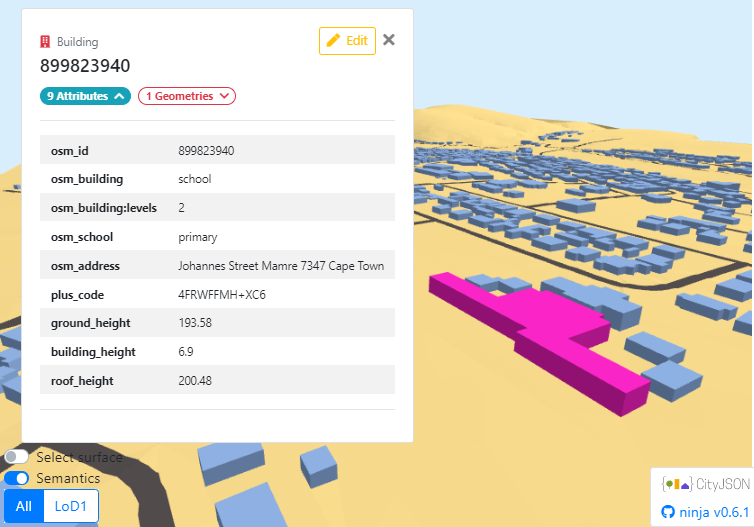 Building
Edit
899823940
9 Attributes
1 Geometries
osm_id 899823940
osm_building school
osm_building:levels 2
osm_school primary
osm_address Johannes Street Mamre 7347 Cape Town
plus_code 4FRWFFMH+XC6
ground_height 193.58
building_height 6.9
roof_height 200.48
Select surface
Semantics
All LoD1
CityJSON
ninja v0.6.1